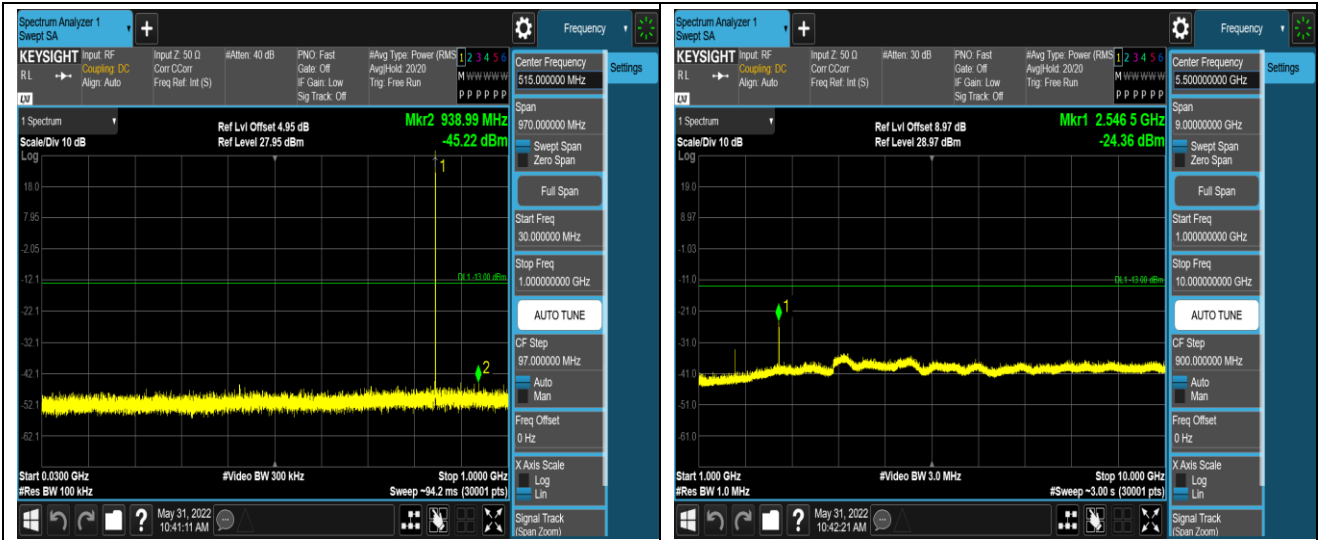 Spectrum Analyzer 1
Swept SA
+
Frequency
KEYSIGHT
RL
LXI
Input: RF
Coupling: DC
Align: Auto
Input Z: 50 Ω
Corr CCorr
Freq Ref: Int (S)
#Atten: 40 dB
PNO: Fast
Gate: Off
IF Gain: Low
Sig Track: Off
#Avg Type: Power (RMS
Avg|Hold: 20/20
Trig: Free Run
1 2 3 4 5 6
M W W W W W
P P P P P P
Center Frequency
515.000000 MHz
Settings
Span
970.000000 MHz
Swept Span
Zero Span
Full Span
Start Freq
30.000000 MHz
Stop Freq
1.000000000 GHz
AUTO TUNE
CF Step
97.000000 MHz
Auto
Man
Freq Offset
0 Hz
X Axis Scale
Log
Lin
Signal Track
(Span Zoom)
1 Spectrum
Scale/Div 10 dB
Log
Ref Lvl Offset 4.95 dB
Ref Level 27.95 dBm
Mkr2 938.99 MHz
-45.22 dBm
1
18.0
7.95
-2.05
-12.1
DL1 -13.00 dBm
-22.1
-32.1
-42.1
2
-52.1
-62.1
Start 0.0300 GHz
#Res BW 100 kHz
#Video BW 300 kHz
Stop 1.0000 GHz
Sweep ~94.2 ms (30001 pts)
?
May 31, 2022
10:41:11 AM
Spectrum Analyzer 1
Swept SA
+
Frequency
KEYSIGHT
RL
LXI
Input: RF
Coupling: DC
Align: Auto
Input Z: 50 Ω
Corr CCorr
Freq Ref: Int (S)
#Atten: 30 dB
PNO: Fast
Gate: Off
IF Gain: Low
Sig Track: Off
#Avg Type: Power (RMS
Avg|Hold: 20/20
Trig: Free Run
1 2 3 4 5 6
M W W W W W
P P P P P P
Center Frequency
5.500000000 GHz
Settings
Span
9.00000000 GHz
Swept Span
Zero Span
Full Span
Start Freq
1.000000000 GHz
Stop Freq
10.000000000 GHz
AUTO TUNE
CF Step
900.000000 MHz
Auto
Man
Freq Offset
0 Hz
X Axis Scale
Log
Lin
Signal Track
(Span Zoom)
1 Spectrum
Scale/Div 10 dB
Log
Ref Lvl Offset 8.97 dB
Ref Level 28.97 dBm
Mkr1 2.546 5 GHz
-24.36 dBm
19.0
8.97
-1.03
-11.0
DL1 -13.00 dBm
-21.0
1
-31.0
-41.0
-51.0
-61.0
Start 1.000 GHz
#Res BW 1.0 MHz
#Video BW 3.0 MHz
Stop 10.000 GHz
#Sweep ~3.00 s (30001 pts)
?
May 31, 2022
10:42:21 AM